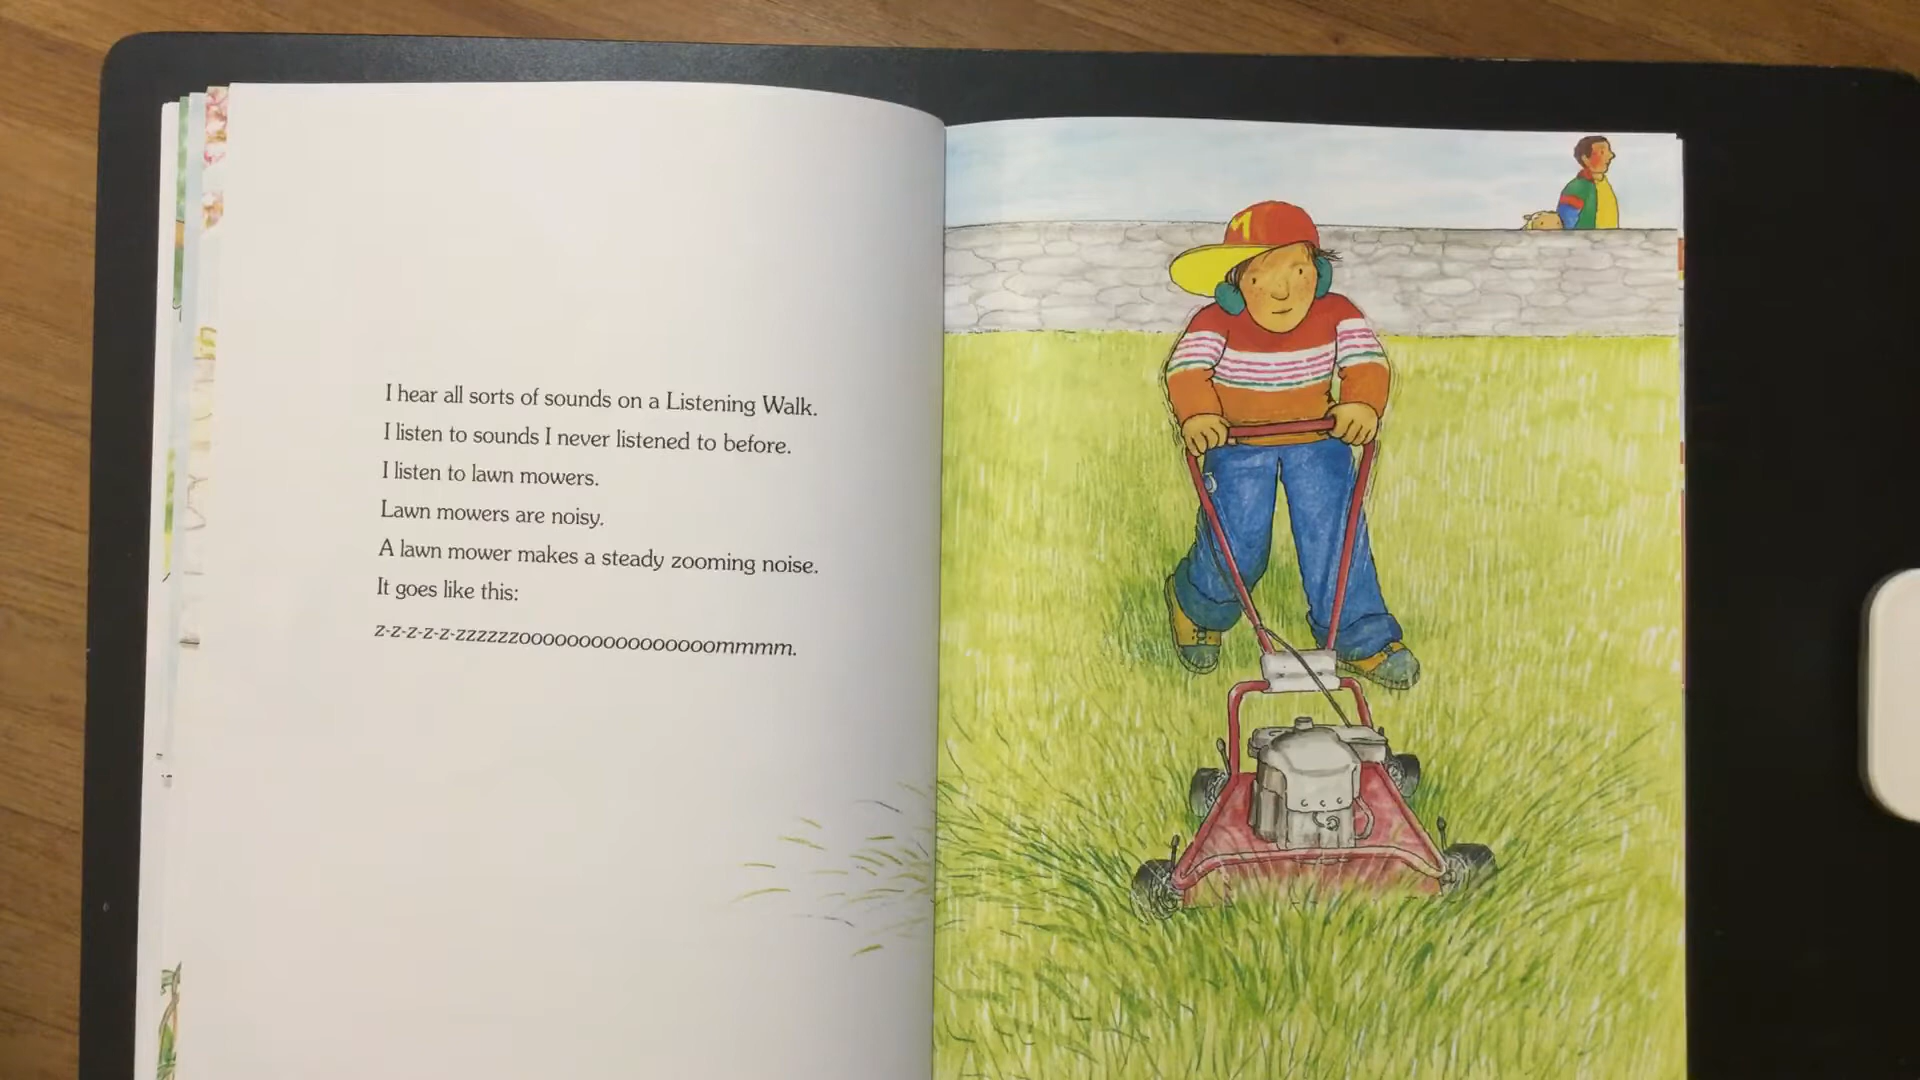 I hear all sorts of sounds on a Listening Walk.
I listen to sounds I never listened to before.
I listen to lawn mowers.
Lawn mowers are noisy.
A lawn mower makes a steady zooming noise.
It goes like this:
z-z-z-z-z-zzzzzzooooooooooooooooommmm.
M